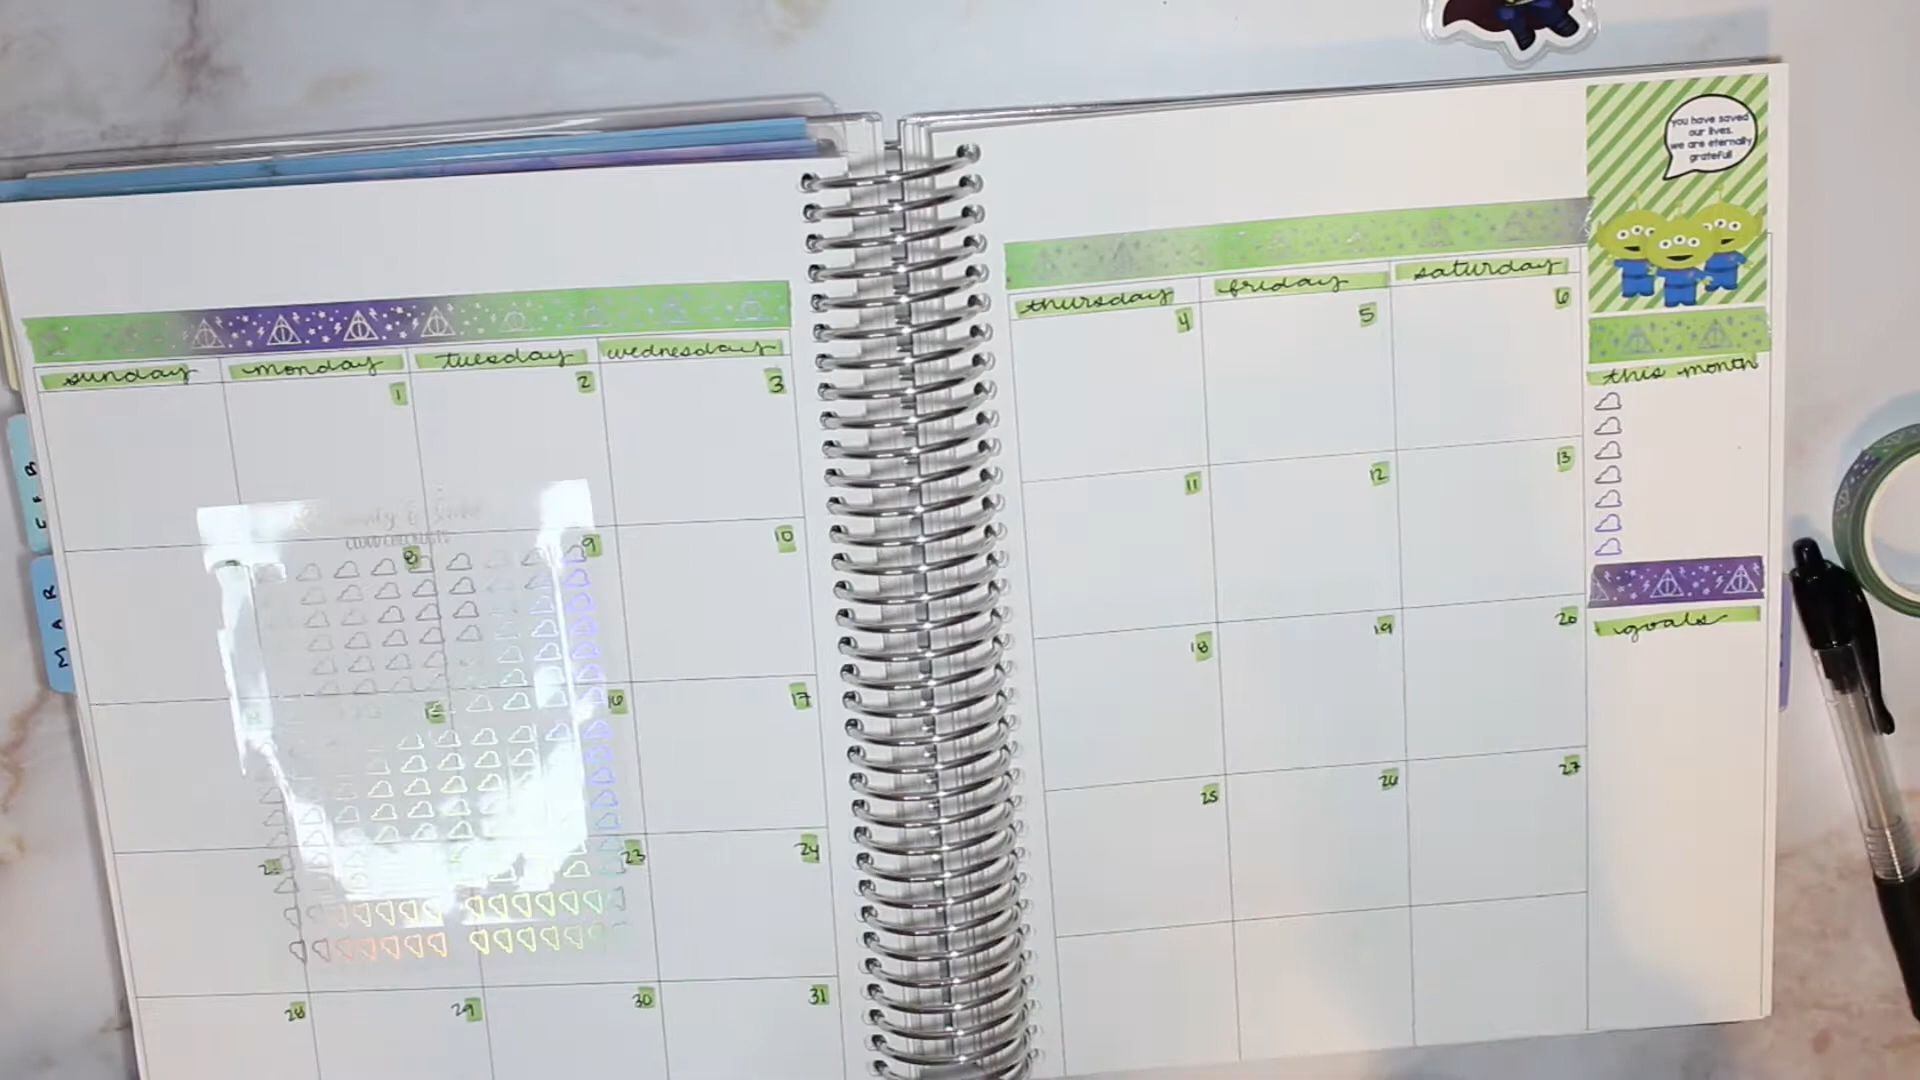 you have saved
our lives.
we are eternally
grateful!
sunday monday tuesday wednesday
thursday friday saturday
this month
goals
1 2 3
4 5 6
8 9 10
11 12 13
16 17
18 19 20
23 24
25 26 27
28 29 30 31
MAR